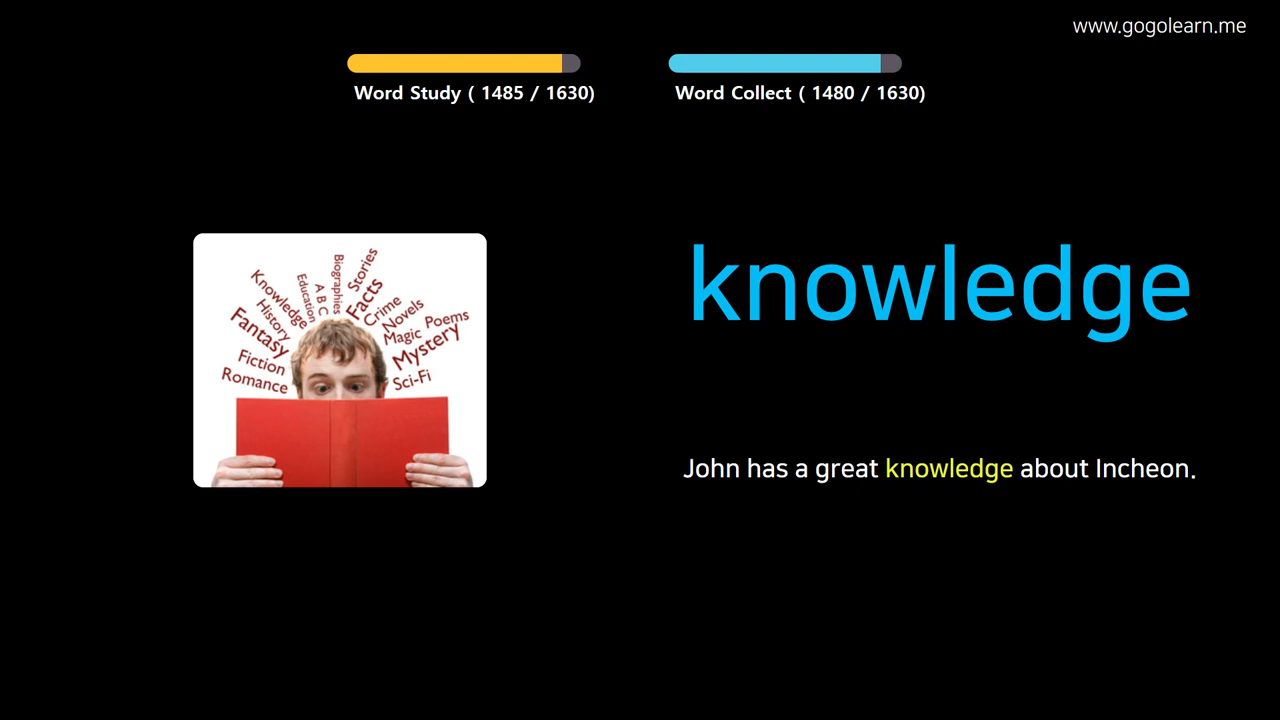 www.gogolearn.me
Word Study ( 1485 / 1630)
Word Collect ( 1480 / 1630)
knowledge
Knowledge
History
Fantasy
Fiction
Romance
Education
A B C
Biographies
Stories
Facts
Crime
Novels
Magic
Poems
Mystery
Sci-Fi
John has a great knowledge about Incheon.